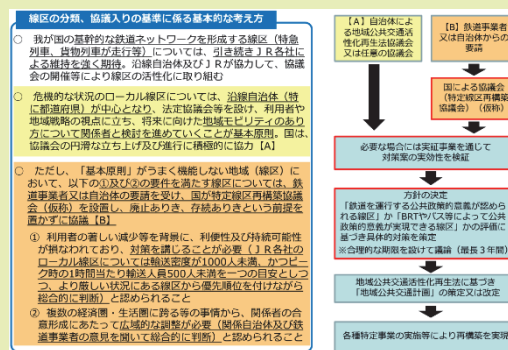 線区の分類、協議入りの基準に係る基本的な考え方
○ 我が国の基幹的な鉄道ネットワークを形成する線区（特急
列車、貨物列車が走行等）については、引き続きＪＲ各社に
よる維持を強く期待。沿線自治体及びＪＲが協力して、協議
会の開催等により線区の活性化に取り組む
○ 危機的な状況のローカル線区については、沿線自治体（特
に都道府県）が中心となり、法定協議会等を設け、利用者や
地域戦略の視点に立ち、将来に向けた地域モビリティのあり
方について関係者と検討を進めていくことが基本原則。国は、
協議会の円滑な立ち上げ及び進行に積極的に協力【A】
○ ただし、「基本原則」がうまく機能しない地域（線区）に
おいて、以下の①及び②の要件を満たす線区については、鉄
道事業者又は自治体の要請を受け、国が特定線区再構築協議
会（仮称）を設置し、廃止ありき、存続ありきという前提を
置かずに協議【B】
① 利用者の著しい減少等を背景に、利便性及び持続可能性
が損なわれており、対策を講じることが必要（ＪＲ各社の
ローカル線区については輸送密度が1000人未満、かつピー
ク時の1時間当たり輸送人員500人未満を一つの目安としつ
つ、より厳しい状況にある線区から優先順位を付けながら
総合的に判断）と認められること
② 複数の経済圏・生活圏に跨る等の事情から、関係者の合
意形成にあたって広域的な調整が必要（関係自治体及び鉄
道事業者の意見を聞いて総合的に判断）と認められること
【A】自治体によ
る地域公共交通活
性化再生法協議会
又は任意の協議会
【B】鉄道事業者
又は自治体からの
要請
国による協議会
（特定線区再構築
協議会）（仮称）
必要な場合には実証事業を通じて
対策案の実効性を検証
方針の決定
「鉄道を運行する公共政策的意義が認めら
れる線区」か「BRTやバス等によって公共
政策的意義が実現できる線区」かの評価に
基づき具体的対策を策定
※合理的な期限を設けて議論（最長３年間）
地域公共交通活性化再生法に基づき
「地域公共交通計画」の策定又は改定
各種特定事業の実施等により再構築を実現